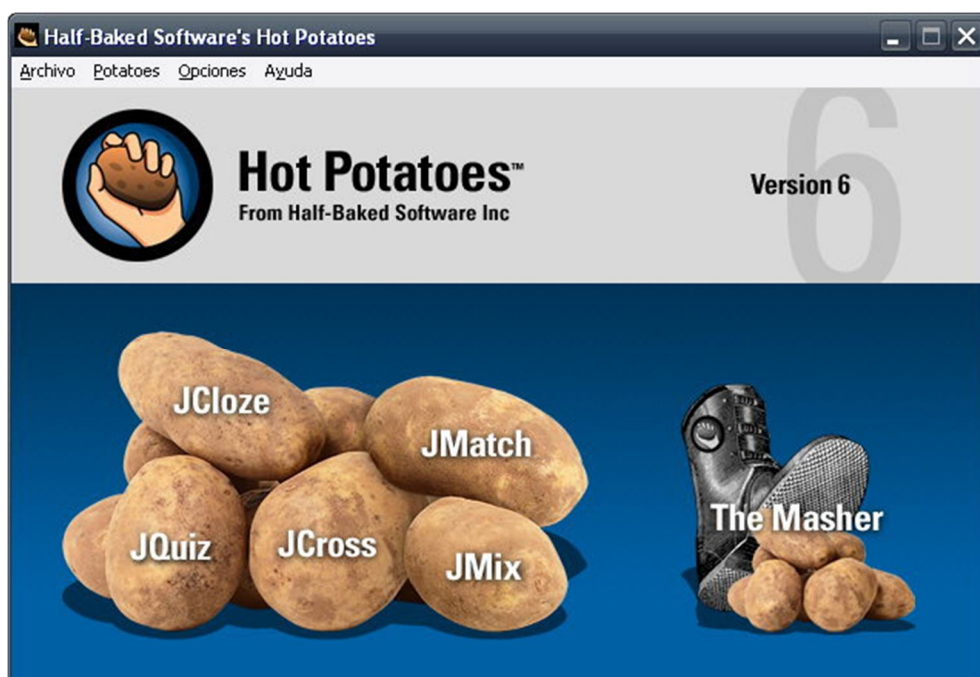 Half-Baked Software's Hot Potatoes
Archivo Potatoes Opciones Ayuda
Hot Potatoes™
From Half-Baked Software Inc
6
Version 6
JCloze
JMatch
JQuiz
JCross
JMix
The Masher